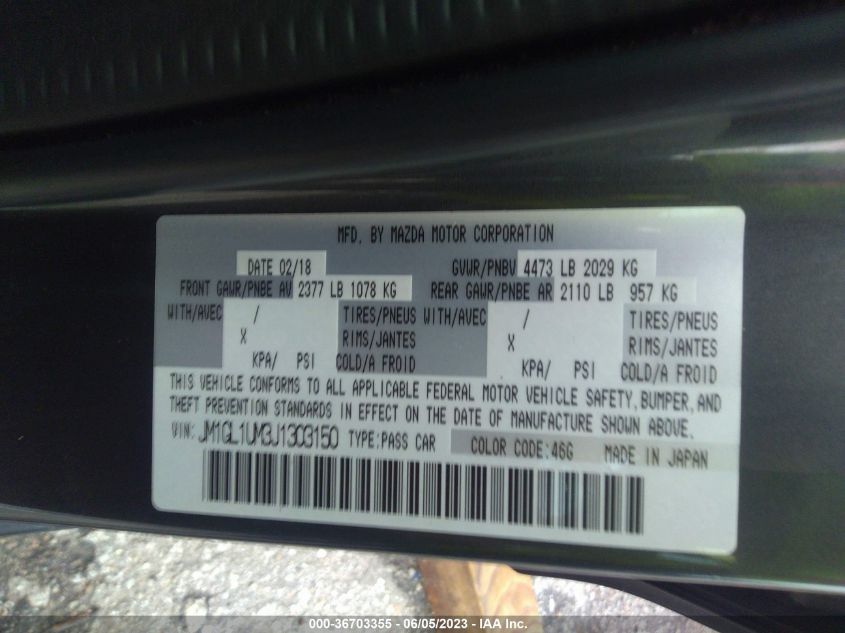 MFD. BY MAZDA MOTOR CORPORATION
DATE 02/18 GVWR/PNBV 4473 LB 2029 KG
FRONT GAWR/PNBE AV 2377 LB 1078 KG REAR GAWR/PNBE AR 2110 LB 957 KG
WITH/AVEC / TIRES/PNEUS WITH/AVEC / TIRES/PNEUS
X RIMS/JANTES X RIMS/JANTES
KPA/ PSI COLD/A FROID KPA/ PSI COLD/A FROID
THIS VEHICLE CONFORMS TO ALL APPLICABLE FEDERAL MOTOR VEHICLE SAFETY, BUMPER, AND
THEFT PREVENTION STANDARDS IN EFFECT ON THE DATE OF MANUFACTURE SHOWN ABOVE.
VIN: JM1GL1UM3J1303150 TYPE:PASS CAR COLOR CODE:46G MADE IN JAPAN
000-36703355 - 06/05/2023 - IAA Inc.